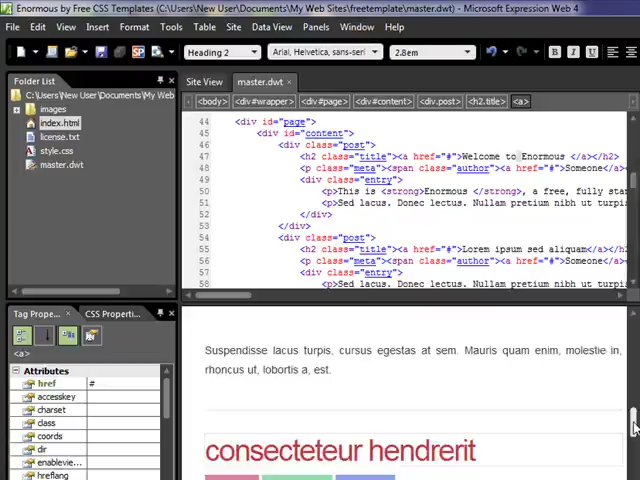 Enormous by Free CSS Templates (C:\Users\New User\Documents\My Web Sites\freetemplate\master.dwt) - Microsoft Expression Web 4
File Edit View Insert Format Tools Table Site Data View Panels Window Help
Heading 2 Arial, Helvetica, sans-seri 2.8em B I U
Folder List
C:\Users\New User\Documents\My Web
images
index.html
license.txt
style.css
master.dwt
Site View master.dwt
<body> <div#wrapper> <div#page> <div#content> <div.post> <h2.title> <a>
44 <div id="page">
45 <div id="content">
46 <div class="post">
47 <h2 class="title"><a href="#">Welcome to Enormous </a></h2>
48 <p class="meta"><span class="author"><a href="#">Someone</a>
49 <div class="entry">
50 <p>This is <strong>Enormous </strong>, a free, fully stan
51 <p>Sed lacus. Donec lectus. Nullam pretium nibh ut turpis
52 </div>
53 </div>
54 <div class="post">
55 <h2 class="title"><a href="#">Lorem ipsum sed aliquam</a></h
56 <p class="meta"><span class="author"><a href="#">Someone</a>
57 <div class="entry">
58 <p>Sed lacus. Donec lectus. Nullam pretium nibh ut turpis
Tag Prope... CSS Properti...
<a>
Attributes
href #
accesskey
charset
class
coords
dir
enablevie...
hreflang
Suspendisse lacus turpis, cursus egestas at sem. Mauris quam enim, molestie in,
rhoncus ut, lobortis a, est.
consecteteur hendrerit